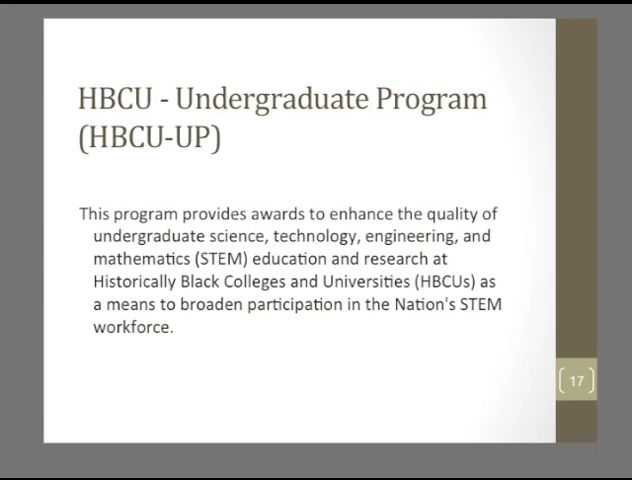 HBCU - Undergraduate Program
(HBCU-UP)
This program provides awards to enhance the quality of
undergraduate science, technology, engineering, and
mathematics (STEM) education and research at
Historically Black Colleges and Universities (HBCUs) as
a means to broaden participation in the Nation's STEM
workforce.
17